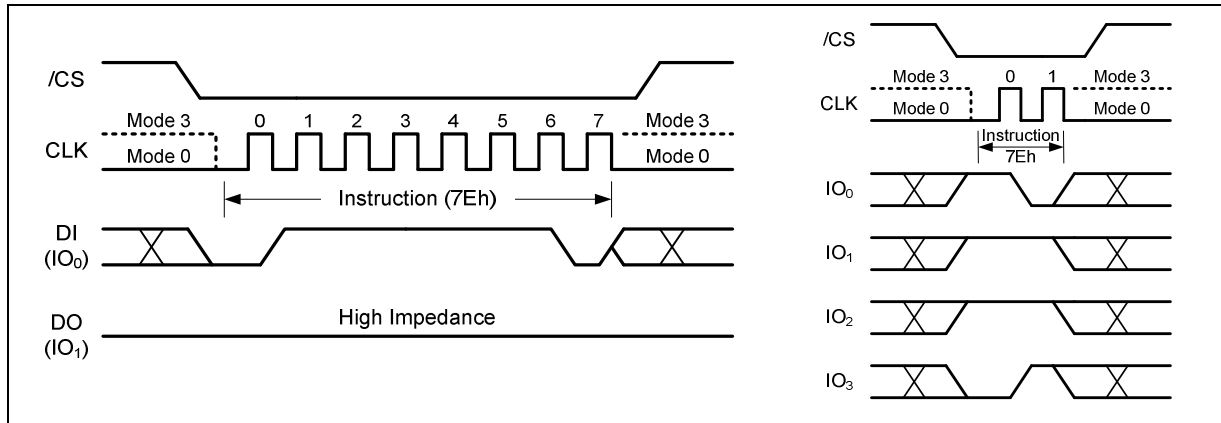 /CS
Mode 3
0 1 2 3 4 5 6 7
Mode 3
CLK
Mode 0
Mode 0
Instruction (7Eh)
DI
(IO₀)
High Impedance
DO
(IO₁)
/CS
Mode 3
0 1
Mode 3
CLK
Mode 0
Mode 0
Instruction
7Eh
IO₀
IO₁
IO₂
IO₃